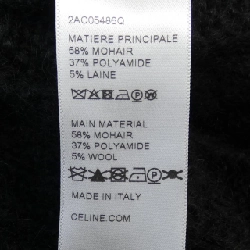 2AC05486Q
MATIERE PRINCIPALE
58% MOHAIR
37% POLYAMIDE
5% LAINE
MAIN MATERIAL
58% MOHAIR
37% POLYAMIDE
5% WOOL
MADE IN ITALY
CELINE.COM